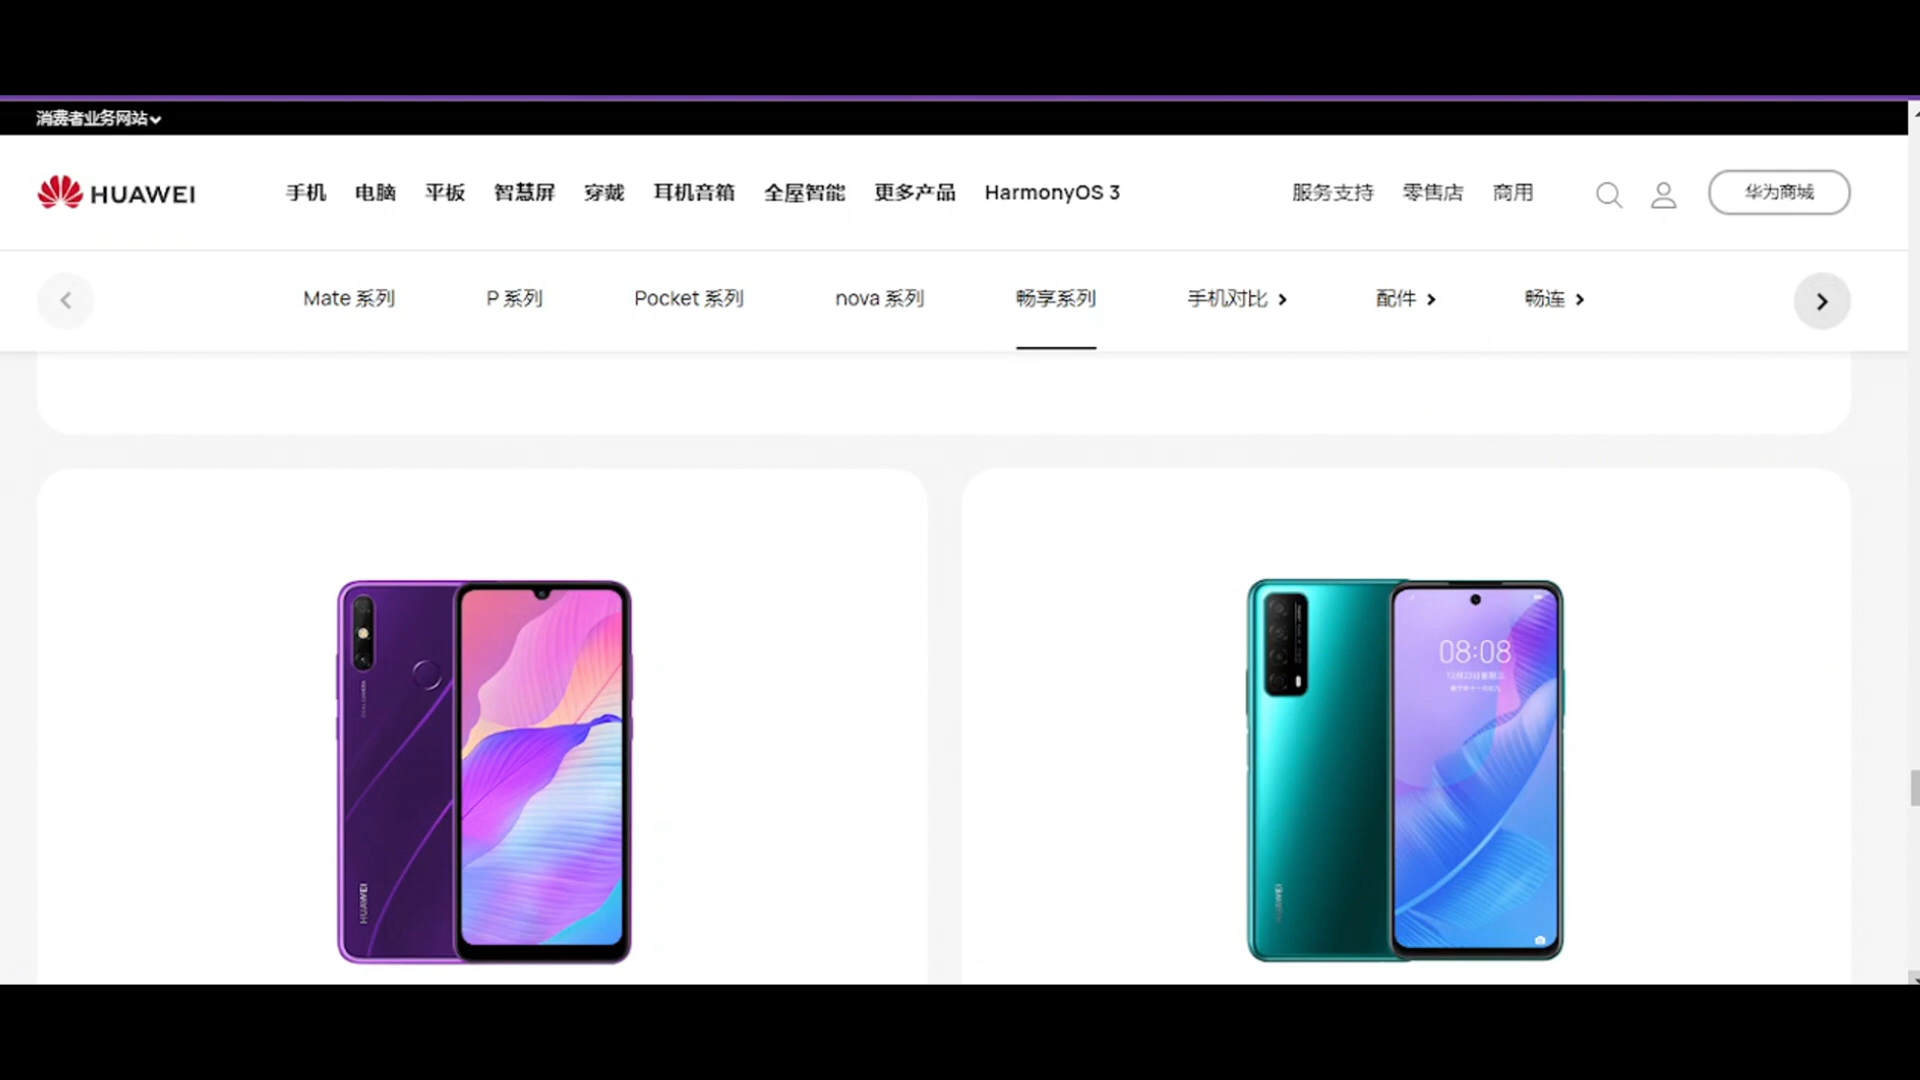 消费者业务网站
HUAWEI
手机 电脑 平板 智慧屏 穿戴 耳机音箱 全屋智能 更多产品 HarmonyOS 3 服务支持 零售店 商用 华为商城
Mate 系列 P 系列 Pocket 系列 nova 系列 畅享系列 手机对比 配件 畅连
HUAWEI
08:08
HUAWEI